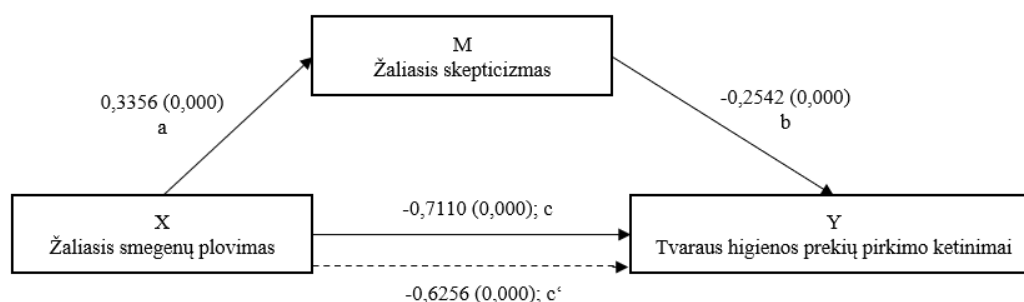 M
Žaliasis skepticizmas
0,3356 (0,000)
a
-0,2542 (0,000)
b
X
Žaliasis smegenų plovimas
-0,7110 (0,000); c
Y
Tvaraus higienos prekių pirkimo ketinimai
-0,6256 (0,000); c‘